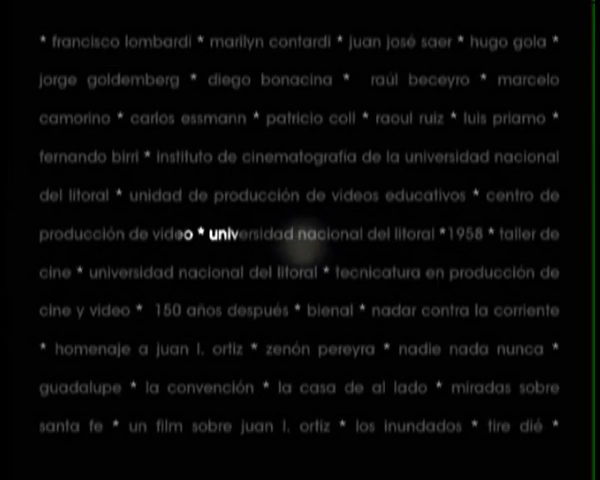 * francisco lombardi * marilyn contardi * juan josé saer * hugo gola *
jorge goldemberg * diego bonacina * raúl beceyro * marcelo
camorino * carlos essmann * patricio coll * raoul ruiz * luis priamo *
fernando birri * instituto de cinematografía de la universidad nacional
del litoral * unidad de producción de videos educativos * centro de
producción de video * universidad nacional del litoral *1958 * taller de
cine * universidad nacional del litoral * tecnicatura en producción de
cine y video * 150 años después * bienal * nadar contra la corriente
* homenaje a juan l. ortiz * zenón pereyra * nadie nada nunca *
guadalupe * la convención * la casa de al lado * miradas sobre
santa fe * un film sobre juan l. ortiz * los inundados * tire dié *